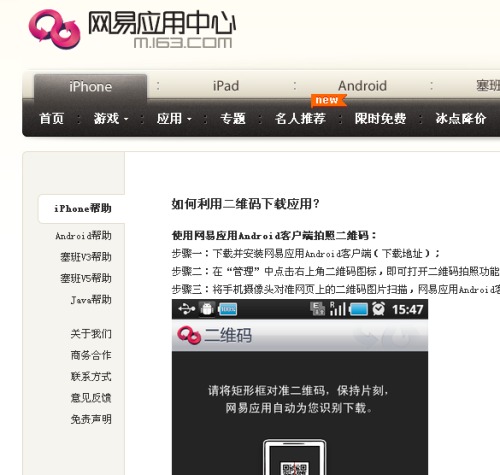 网易应用中心
m.163.com
iPhone : iPad : Android : 塞班
new
首页 : 游戏 : 应用 : 专题 : 名人推荐 : 限时免费 : 冰点降价
iPhone帮助
Android帮助
塞班V3帮助
塞班V5帮助
Java帮助
关于我们
商务合作
联系方式
意见反馈
免责声明
如何利用二维码下载应用?
使用网易应用Android客户端拍照二维码:
步骤一:下载并安装网易应用Android客户端(下载地址);
步骤二:在“管理”中点击右上角二维码图标,即可打开二维码拍照功能
步骤三:将手机摄像头对准网页上的二维码图片扫描,网易应用Android客
100% 15:47
二维码
请将矩形框对准二维码,保持片刻,
网易应用自动为您识别下载。